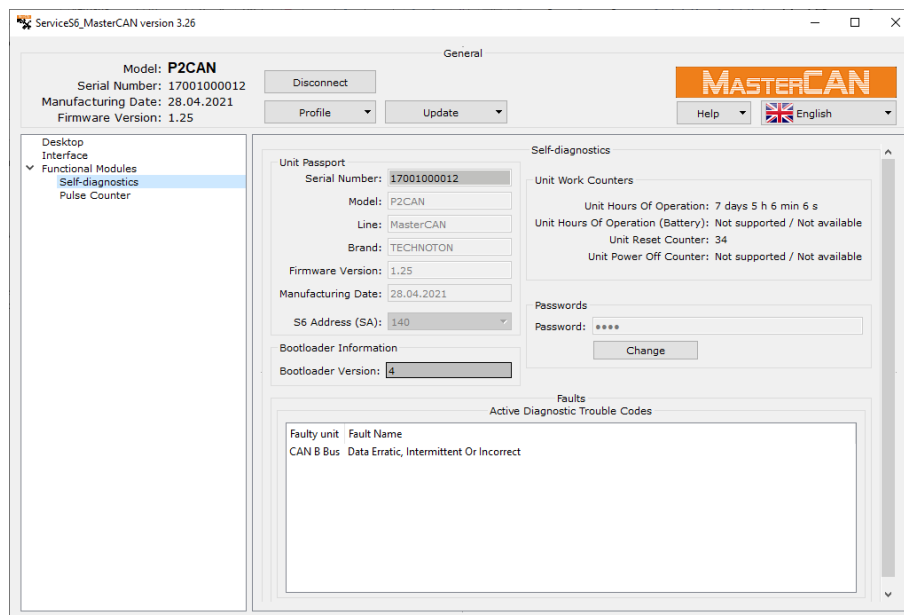 ServiceS6_MasterCAN version 3.26
General
Model: P2CAN
Serial Number: 17001000012
Manufacturing Date: 28.04.2021
Firmware Version: 1.25
Disconnect
Profile
Update
MASTERCAN
Help
English
Desktop
Interface
Functional Modules
Self-diagnostics
Pulse Counter
Self-diagnostics
Unit Passport
Serial Number: 17001000012
Model: P2CAN
Line: MasterCAN
Brand: TECHNOTON
Firmware Version: 1.25
Manufacturing Date: 28.04.2021
S6 Address (SA): 140
Bootloader Information
Bootloader Version: 4
Unit Work Counters
Unit Hours Of Operation: 7 days 5 h 6 min 6 s
Unit Hours Of Operation (Battery): Not supported / Not available
Unit Reset Counter: 34
Unit Power Off Counter: Not supported / Not available
Passwords
Password: ●●●●
Change
Faults
Active Diagnostic Trouble Codes
Faulty unit Fault Name
CAN B Bus Data Erratic, Intermittent Or Incorrect